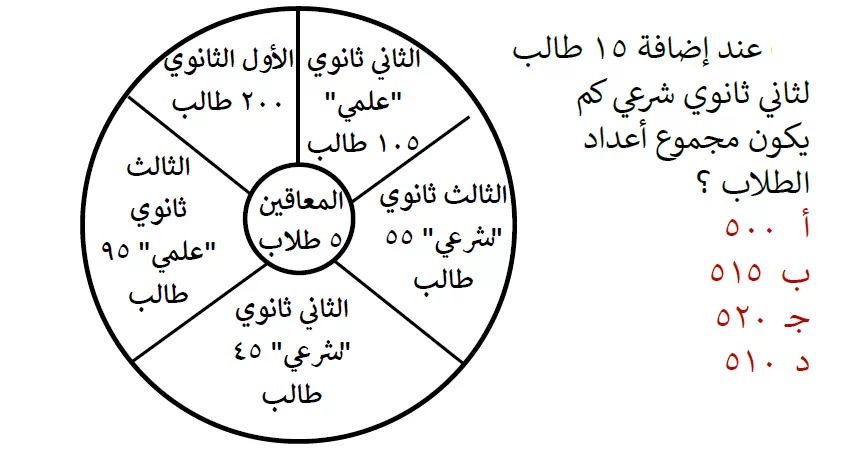 عند إضافة ١٥ طالب
لثاني ثانوي شرعي كم
يكون مجموع أعداد
الطلاب ؟
أ ٥٠٠
ب ٥١٥
جـ ٥٢٠
د ٥١٠
الثاني ثانوي
"علمي"
١٠٥ طالب
الأول الثانوي
٢٠٠ طالب
الثالث ثانوي
"شرعي" ٥٥
طالب
المعاقين
٥ طلاب
الثالث
ثانوي
"علمي" ٩٥
طالب
الثاني ثانوي
"شرعي" ٤٥
طالب